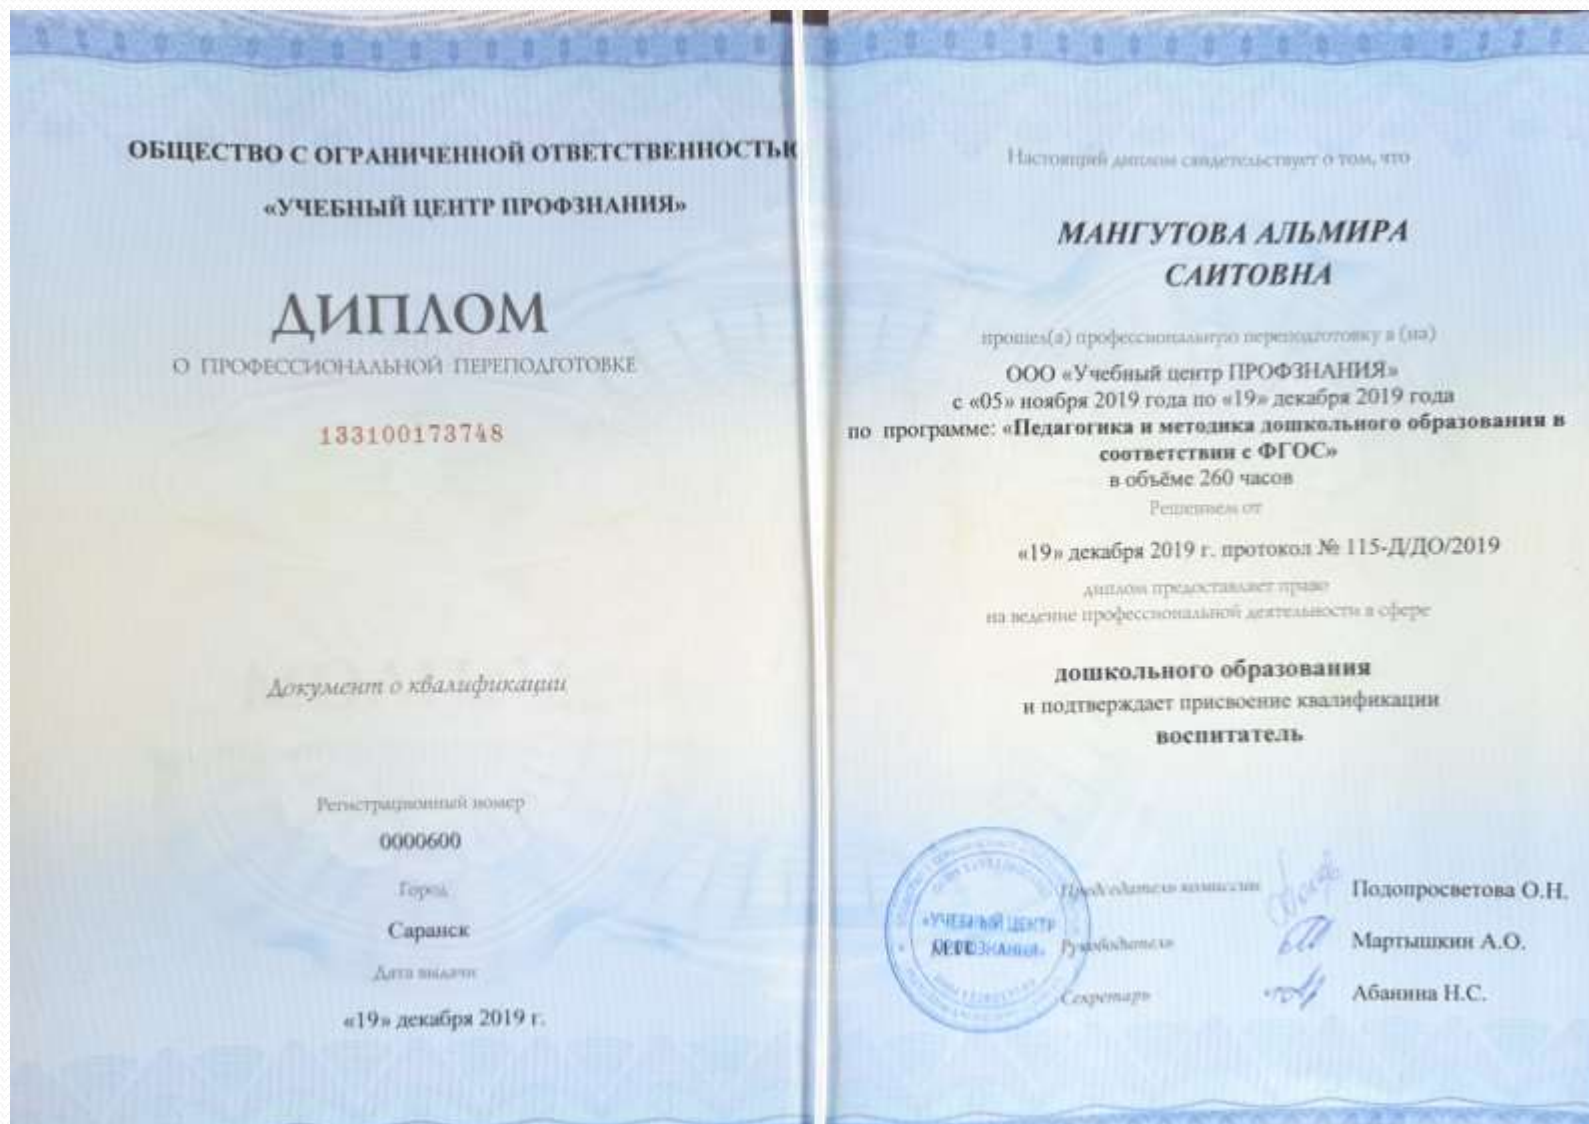 ОБЩЕСТВО С ОГРАНИЧЕННОЙ ОТВЕТСТВЕННОСТЬЮ
«УЧЕБНЫЙ ЦЕНТР ПРОФЗНАНИЯ»
ДИПЛОМ
О ПРОФЕССИОНАЛЬНОЙ ПЕРЕПОДГОТОВКЕ
133100173748
Документ о квалификации
Регистрационный номер
0000600
Город
Саранск
Дата выдачи
«19» декабря 2019 г.
Настоящий диплом свидетельствует о том, что
МАНГУТОВА АЛЬМИРА
САИТОВНА
прошел(а) профессиональную переподготовку в (на)
ООО «Учебный центр ПРОФЗНАНИЯ»
с «05» ноября 2019 года по «19» декабря 2019 года
по программе: «Педагогика и методика дошкольного образования в
соответствии с ФГОС»
в объёме 260 часов
Решением от
«19» декабря 2019 г. протокол № 115-Д/ДО/2019
диплом предоставляет право
на ведение профессиональной деятельности в сфере
дошкольного образования
и подтверждает присвоение квалификации
воспитатель
Председатель комиссии
Подопросветова О.Н.
«УЧЕБНЫЙ ЦЕНТР
ПРОФЗНАНИЯ»
Руководитель
Мартышкин А.О.
Секретарь
Абанина Н.С.